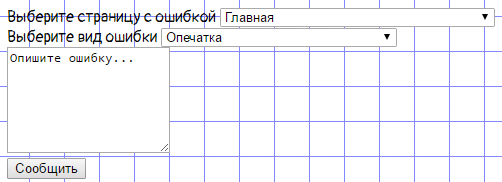 Выберите страницу с ошибкой Главная
Выберите вид ошибки Опечатка
Опишите ошибку...
Сообщить